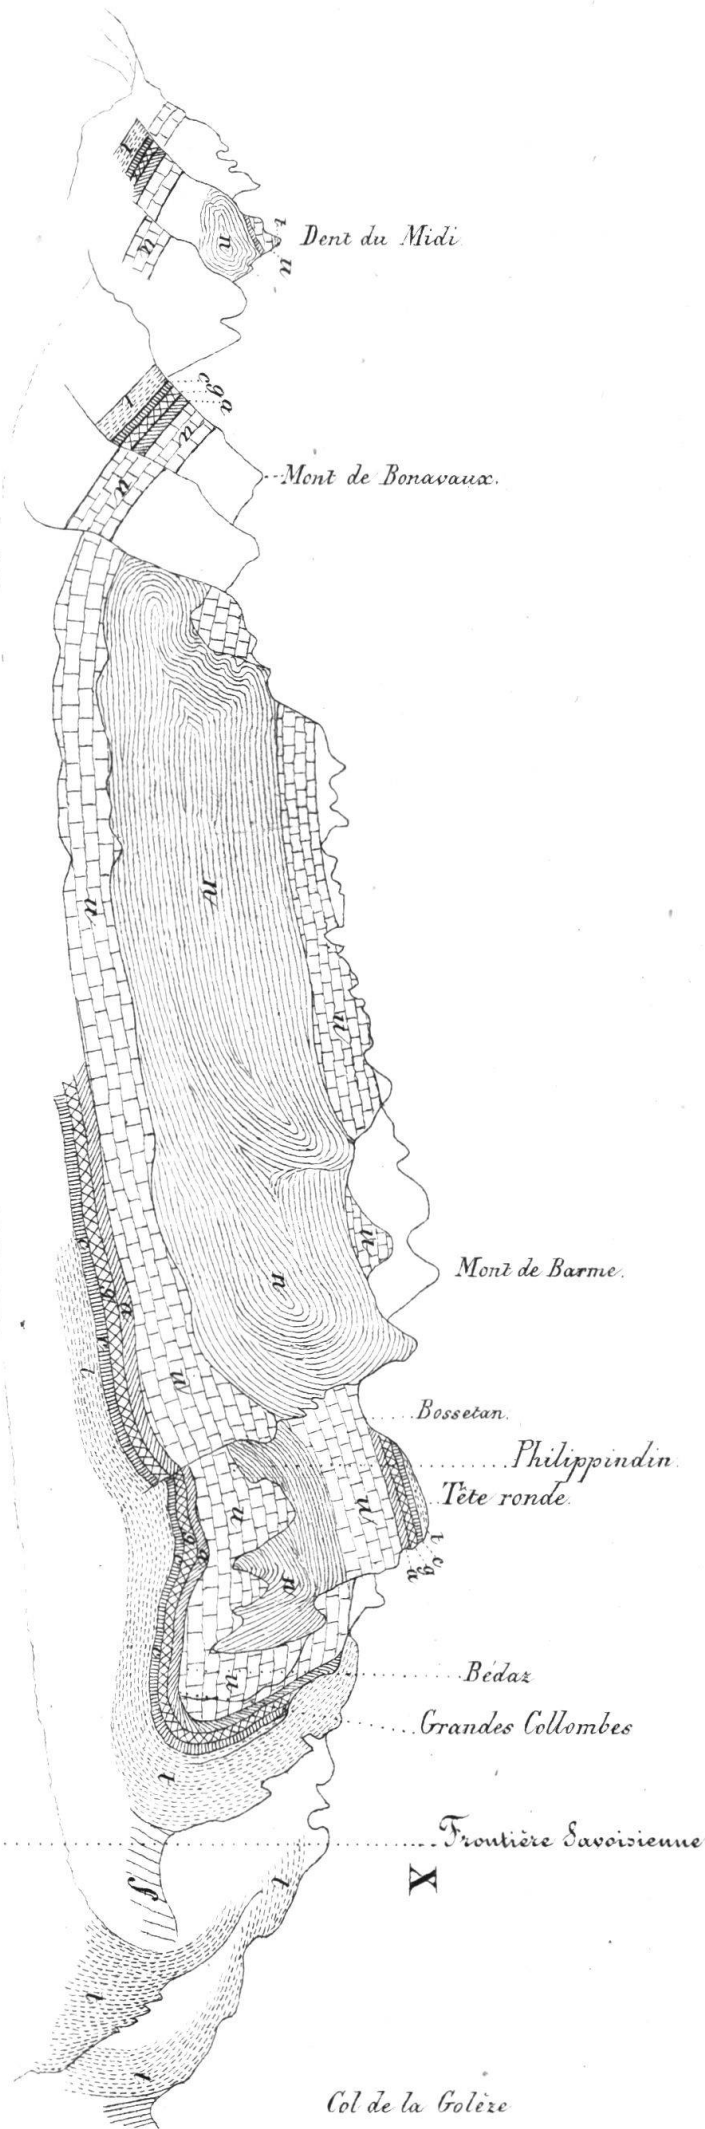 Dent du Midi
c
g
a
Mont de Bonavaux.
Mont de Barme.
Bossetan.
Philippindin.
Tête ronde.
t
c
g
a
Bédaz
Grandes Collombes
Frontière Savoisienne
X
Col de la Golèze